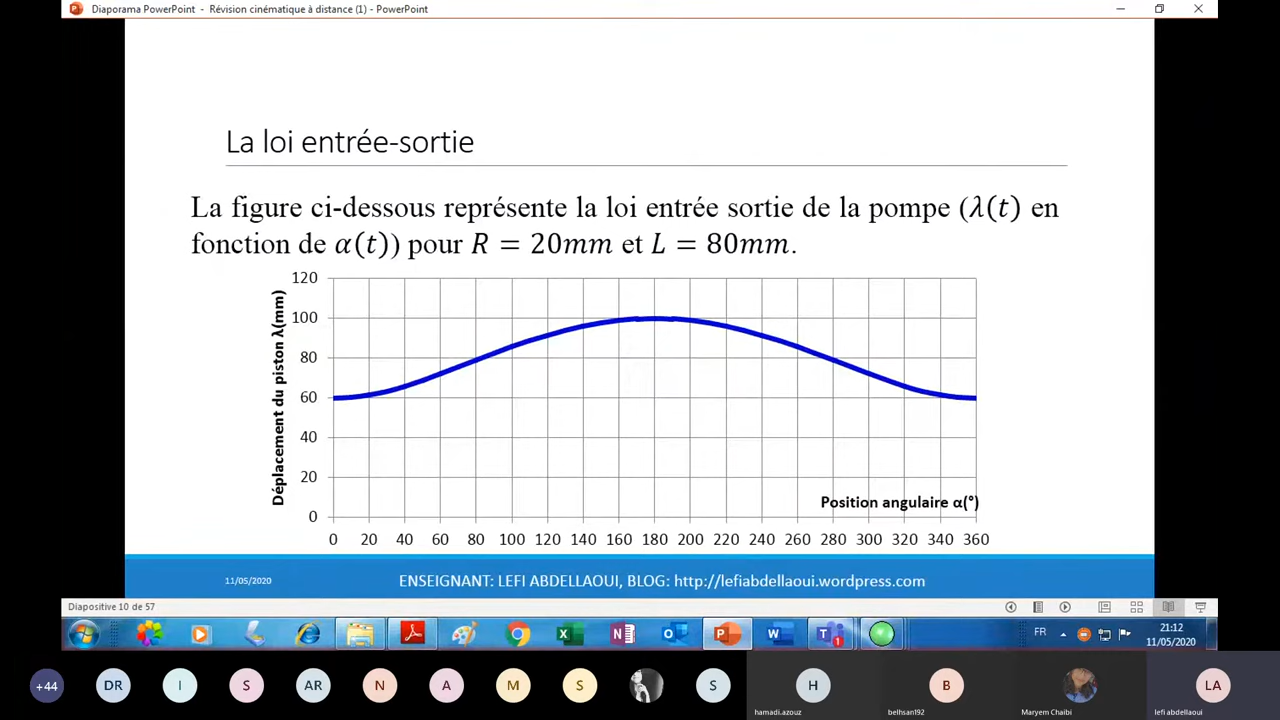 Diaporama PowerPoint - Révision cinématique à distance (1) - PowerPoint
La loi entrée-sortie
La figure ci-dessous représente la loi entrée sortie de la pompe (λ(t) en
fonction de α(t)) pour R = 20mm et L = 80mm.
Déplacement du piston λ(mm)
120
100
80
60
40
20
0
Position angulaire α(°)
0 20 40 60 80 100 120 140 160 180 200 220 240 260 280 300 320 340 360
11/05/2020
ENSEIGNANT: LEFI ABDELLAOUI, BLOG: http://lefiabdellaoui.wordpress.com
Diapositive 10 de 57
FR
21:12
11/05/2020
+44
DR
I
S
AR
N
A
M
S
S
H
B
LA
hamadi.azouz
belhsan192
Maryem Chaibi
lefi abdellaoui